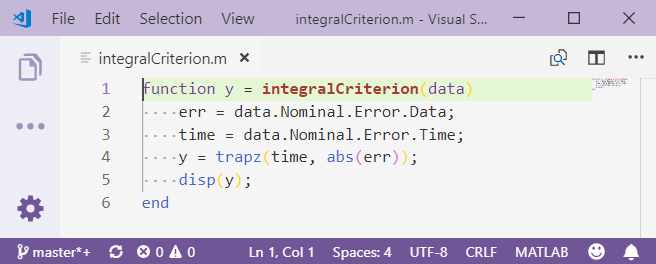 File Edit Selection View integralCriterion.m - Visual S...
integralCriterion.m
1 function y = integralCriterion(data)
2 ····err = data.Nominal.Error.Data;
3 ····time = data.Nominal.Error.Time;
4 ····y = trapz(time, abs(err));
5 ····disp(y);
6 end
master*+ 0 0 Ln 1, Col 1 Spaces: 4 UTF-8 CRLF MATLAB